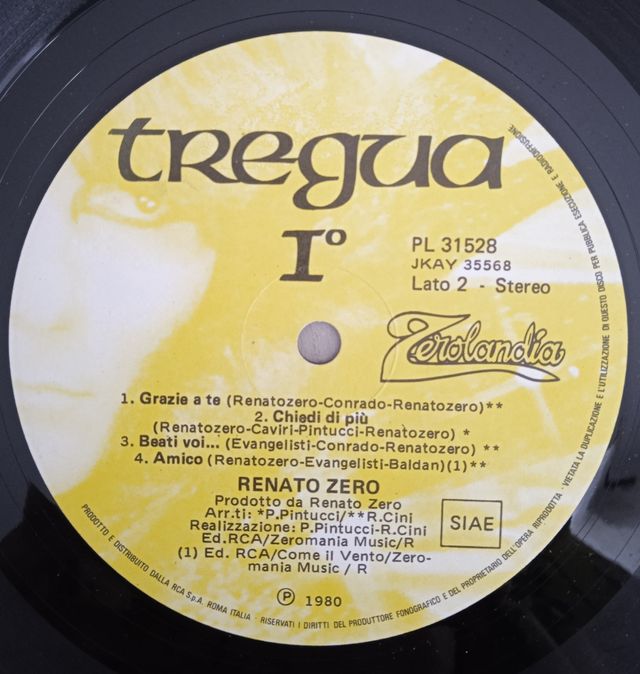 tregua
I°
PL 31528
JKAY 35568
Lato 2 - Stereo
Zerolandia
1. Grazie a te (Renatozero-Conrado-Renatozero)**
2. Chiedi di più
(Renatozero-Caviri-Pintucci-Renatozero) *
3. Beati voi... (Evangelisti-Conrado-Renatozero) **
4. Amico (Renatozero-Evangelisti-Baldan)(1)**
RENATO ZERO
Prodotto da Renato Zero
Arr.ti: *P.Pintucci/**R.Cini
Realizzazione: P.Pintucci-R.Cini
Ed.RCA/Zeromania Music/R
(1) Ed. RCA/Come il Vento/Zero-
mania Music / R
SIAE
Ⓟ 1980
PRODOTTO E DISTRIBUITO DALLA RCA S.p.A. ROMA ITALIA · RISERVATI I DIRITTI DEL PRODUTTORE FONOGRAFICO E DEL PROPRIETARIO DELL'OPERA RIPRODOTTA · VIETATA LA DUPLICAZIONE E L'UTILIZZAZIONE DI QUESTO DISCO PER PUBBLICA ESECUZIONE E RADIODIFFUSIONE